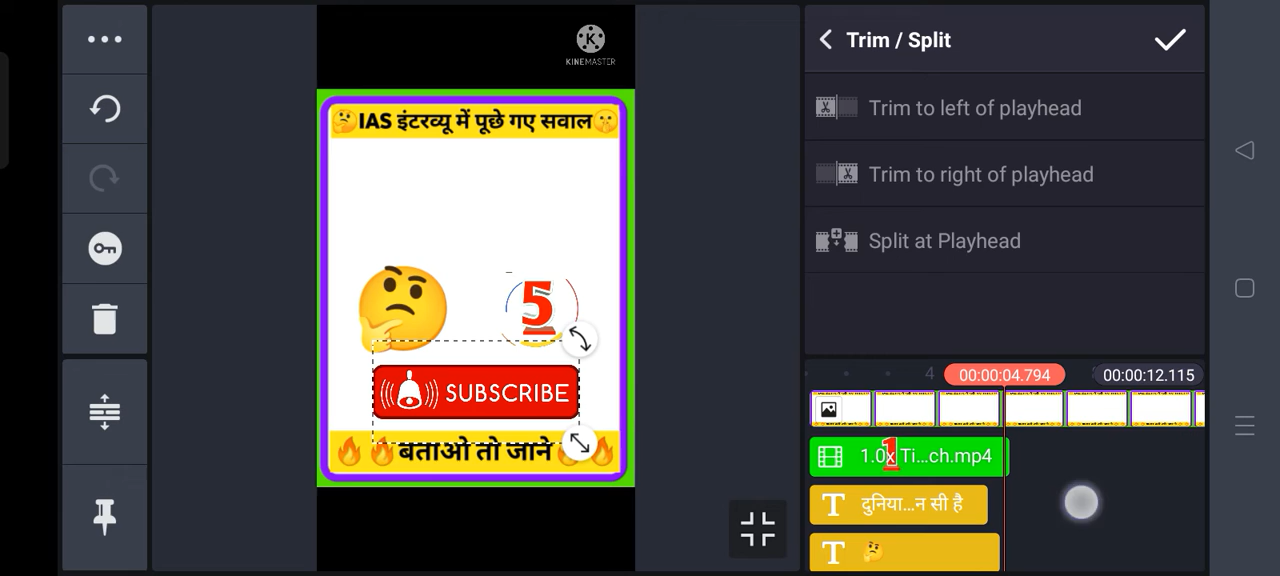 Trim / Split
Trim to left of playhead
Trim to right of playhead
Split at Playhead
K
KINEMASTER
🤔IAS इंटरव्यू में पूछे गए सवाल🤫
5
SUBSCRIBE
🔥 🔥 बताओ तो जाने 🔥 🔥
4
00:00:04.794
00:00:12.115
1.0x Ti...ch.mp4
1
T दुनिया...न सी है
T 🤔